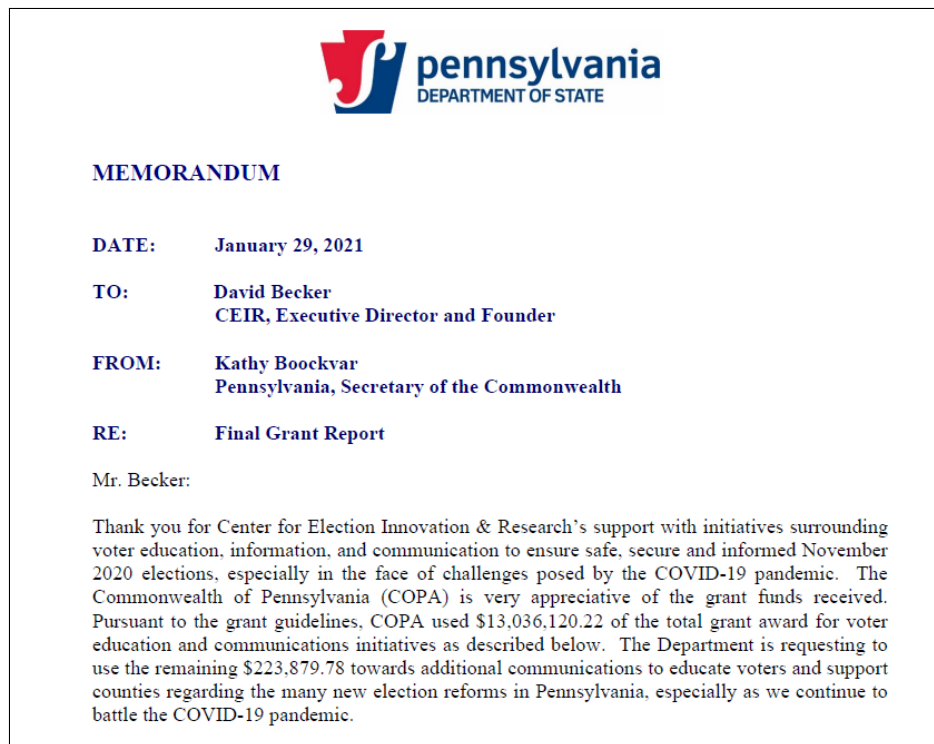 pennsylvania
DEPARTMENT OF STATE
MEMORANDUM
DATE: January 29, 2021
TO: David Becker
CEIR, Executive Director and Founder
FROM: Kathy Boockvar
Pennsylvania, Secretary of the Commonwealth
RE: Final Grant Report
Mr. Becker:
Thank you for Center for Election Innovation & Research’s support with initiatives surrounding
voter education, information, and communication to ensure safe, secure and informed November
2020 elections, especially in the face of challenges posed by the COVID-19 pandemic. The
Commonwealth of Pennsylvania (COPA) is very appreciative of the grant funds received.
Pursuant to the grant guidelines, COPA used $13,036,120.22 of the total grant award for voter
education and communications initiatives as described below. The Department is requesting to
use the remaining $223,879.78 towards additional communications to educate voters and support
counties regarding the many new election reforms in Pennsylvania, especially as we continue to
battle the COVID-19 pandemic.